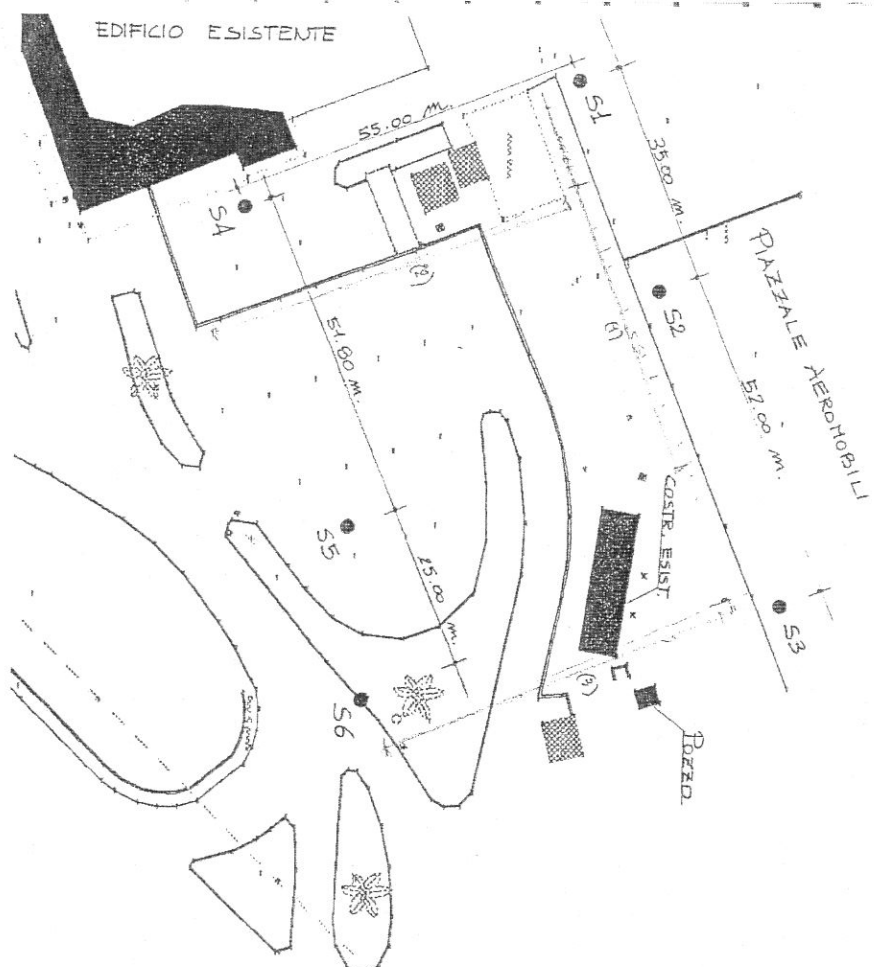 EDIFICIO ESISTENTE
55.00 m.
S1
35.00 m.
S4
(2)
S2
PIAZZALE AEROMOBILI
(1)
51.80 m.
52.00 m.
COSTR. ESIST.
S5
25.00 m.
S3
(3)
S6
POZZO